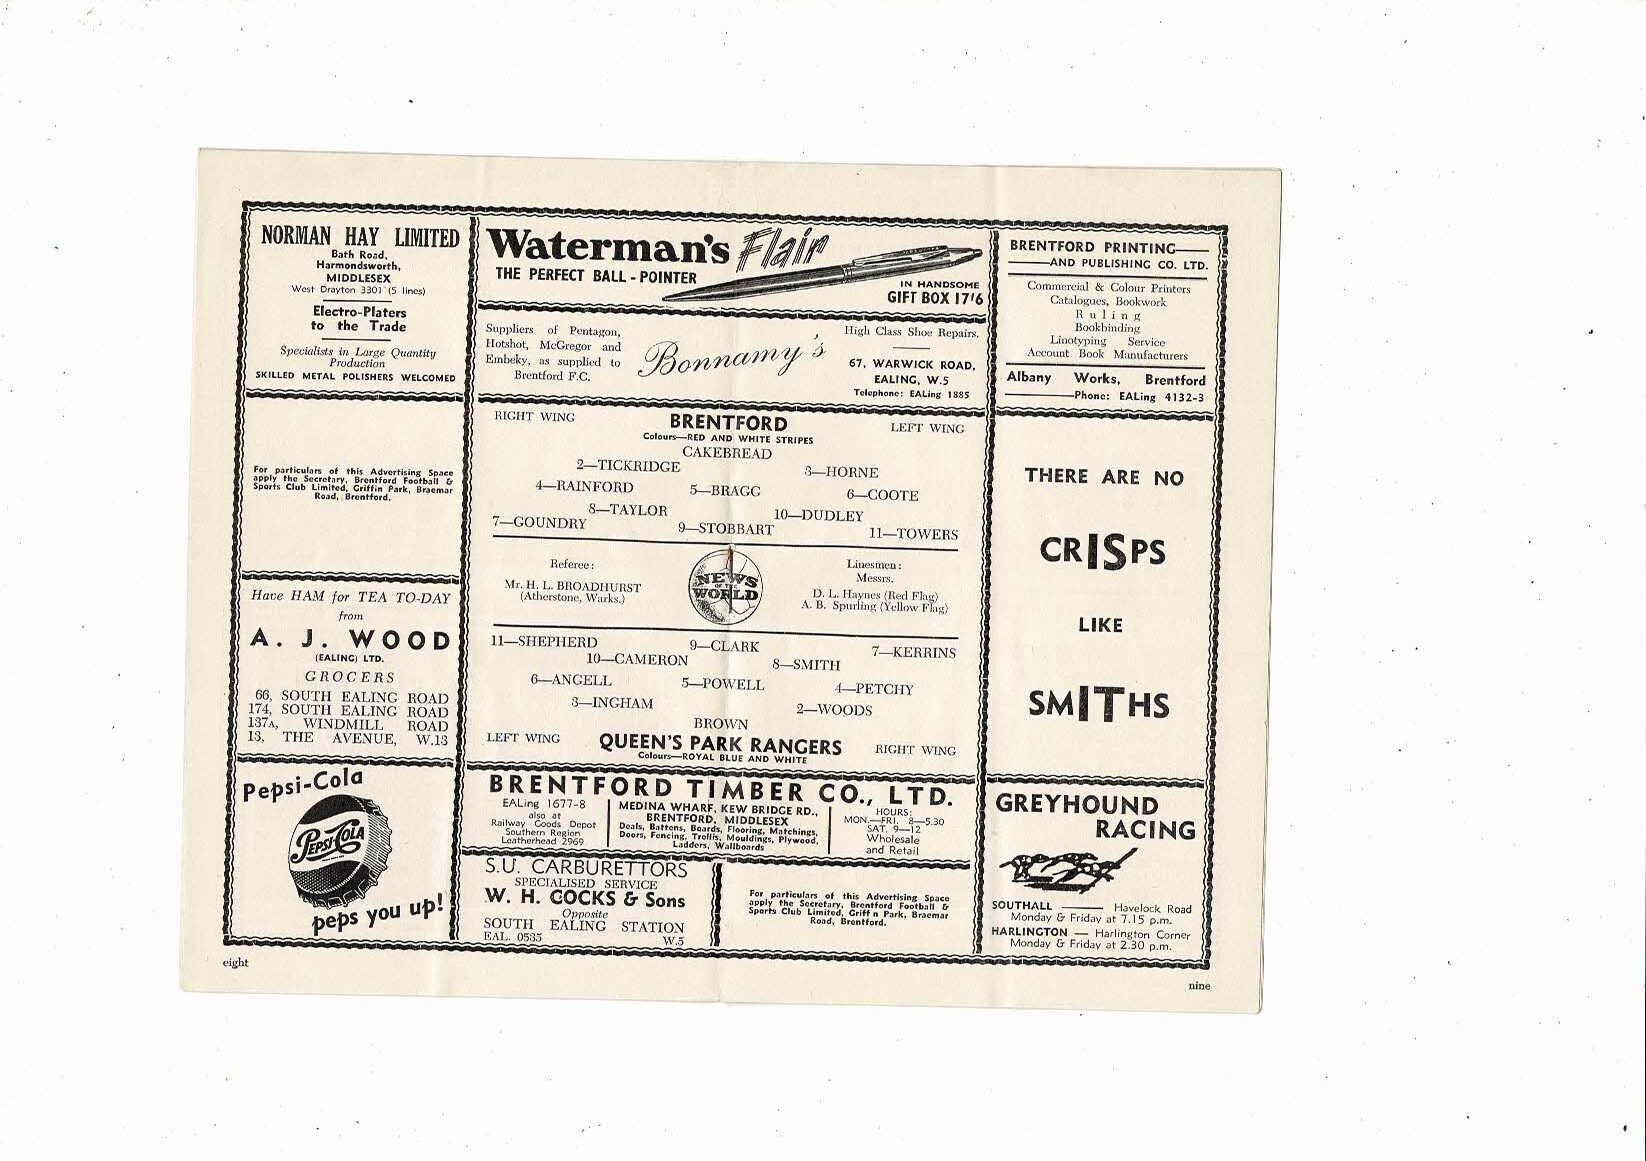 NORMAN HAY LIMITED
Bath Road,
Harmondsworth,
MIDDLESEX
West Drayton 3301 (5 lines)
Electro-Platers
to the Trade
Specialists in Large Quantity
Production
SKILLED METAL POLISHERS WELCOMED
For particulars of this Advertising Space
apply the Secretary, Brentford Football &
Sports Club Limited, Griffin Park, Braemar
Road, Brentford.
Have HAM for TEA TO-DAY
from
A. J. WOOD
(EALING) LTD.
GROCERS
66, SOUTH EALING ROAD
174, SOUTH EALING ROAD
137A, WINDMILL ROAD
13, THE AVENUE, W.13
Pepsi-Cola
PEPSI-COLA
peps you up!
Waterman's Flair
THE PERFECT BALL-POINTER
IN HANDSOME
GIFT BOX 17'6
Suppliers of Pentagon,
Hotshot, McGregor and
Embeky, as supplied to
Brentford F.C.
Bonnamy's
High Class Shoe Repairs.
67, WARWICK ROAD,
EALING, W.5
Telephone: EALing 1885
RIGHT WING
BRENTFORD
LEFT WING
Colours—RED AND WHITE STRIPES
CAKEBREAD
2—TICKRIDGE 3—HORNE
4—RAINFORD 5—BRAGG 6—COOTE
8—TAYLOR 10—DUDLEY
7—GOUNDRY 9—STOBBART 11—TOWERS
Referee:
Mr. H. L. BROADHURST
(Atherstone, Warks.)
NEWS
OF THE
WORLD
Linesmen:
Messrs.
D. L. Haynes (Red Flag)
A. B. Spurling (Yellow Flag)
11—SHEPHERD 9—CLARK 7—KERRINS
10—CAMERON 8—SMITH
6—ANGELL 5—POWELL 4—PETCHY
3—INGHAM 2—WOODS
BROWN
LEFT WING
QUEEN'S PARK RANGERS
RIGHT WING
Colours—ROYAL BLUE AND WHITE
BRENTFORD TIMBER CO., LTD.
EALing 1677-8
also at
Railway Goods Depot
Southern Region
Leatherhead 2969
MEDINA WHARF, KEW BRIDGE RD.,
BRENTFORD, MIDDLESEX
Deals, Battens, Boards, Flooring, Matchings,
Doors, Fencing, Trellis, Mouldings, Plywood,
Ladders, Wallboards
HOURS:
MON.—FRI. 8—5.30
SAT. 9—12
Wholesale
and Retail
S.U. CARBURETTORS
SPECIALISED SERVICE
W. H. COCKS & Sons
Opposite
SOUTH EALING STATION
EAL. 0535 W.5
For particulars of this Advertising Space
apply the Secretary, Brentford Football &
Sports Club Limited, Griff n Park, Braemar
Road, Brentford.
BRENTFORD PRINTING
AND PUBLISHING CO. LTD.
Commercial & Colour Printers
Catalogues, Bookwork
Ruling
Bookbinding
Linotyping Service
Account Book Manufacturers
Albany Works, Brentford
Phone: EALing 4132-3
THERE ARE NO
CRISPS
LIKE
SMITHS
GREYHOUND
RACING
SOUTHALL — Havelock Road
Monday & Friday at 7.15 p.m.
HARLINGTON — Harlington Corner
Monday & Friday at 2.30 p.m.
eight
nine